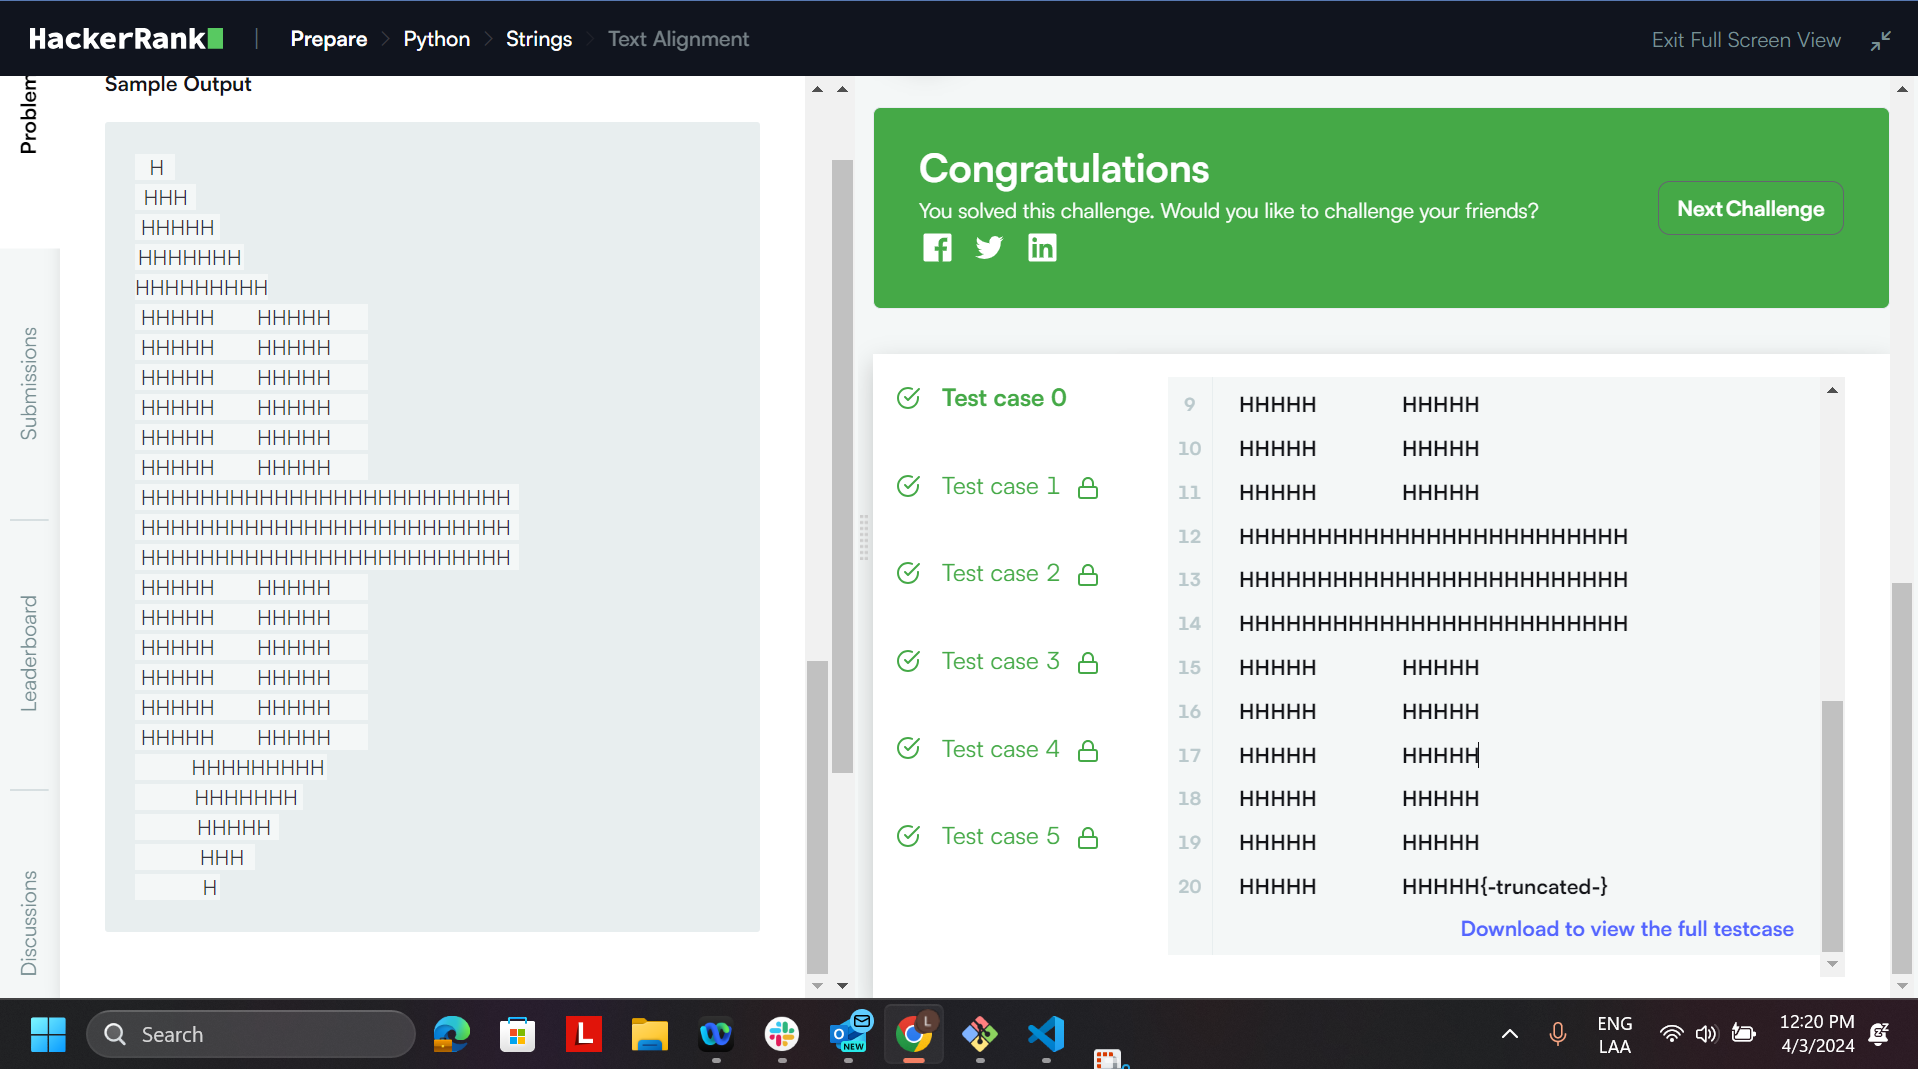 HackerRank | Prepare > Python > Strings > Text Alignment
Exit Full Screen View
Problem
Submissions
Leaderboard
Discussions
Sample Output
H
HHH
HHHHH
HHHHHHH
HHHHHHHHH
HHHHH HHHHH
HHHHH HHHHH
HHHHH HHHHH
HHHHH HHHHH
HHHHH HHHHH
HHHHH HHHHH
HHHHHHHHHHHHHHHHHHHHHHHHH
HHHHHHHHHHHHHHHHHHHHHHHHH
HHHHHHHHHHHHHHHHHHHHHHHHH
HHHHH HHHHH
HHHHH HHHHH
HHHHH HHHHH
HHHHH HHHHH
HHHHH HHHHH
HHHHH HHHHH
HHHHHHHHH
HHHHHHH
HHHHH
HHH
H
Congratulations
You solved this challenge. Would you like to challenge your friends?
Next Challenge
Test case 0
Test case 1
Test case 2
Test case 3
Test case 4
Test case 5
9 HHHHH HHHHH
10 HHHHH HHHHH
11 HHHHH HHHHH
12 HHHHHHHHHHHHHHHHHHHHHHHHH
13 HHHHHHHHHHHHHHHHHHHHHHHHH
14 HHHHHHHHHHHHHHHHHHHHHHHHH
15 HHHHH HHHHH
16 HHHHH HHHHH
17 HHHHH HHHHH
18 HHHHH HHHHH
19 HHHHH HHHHH
20 HHHHH HHHHH{-truncated-}
Download to view the full testcase
Search
L
NEW
L
ENG
LAA
12:20 PM
4/3/2024